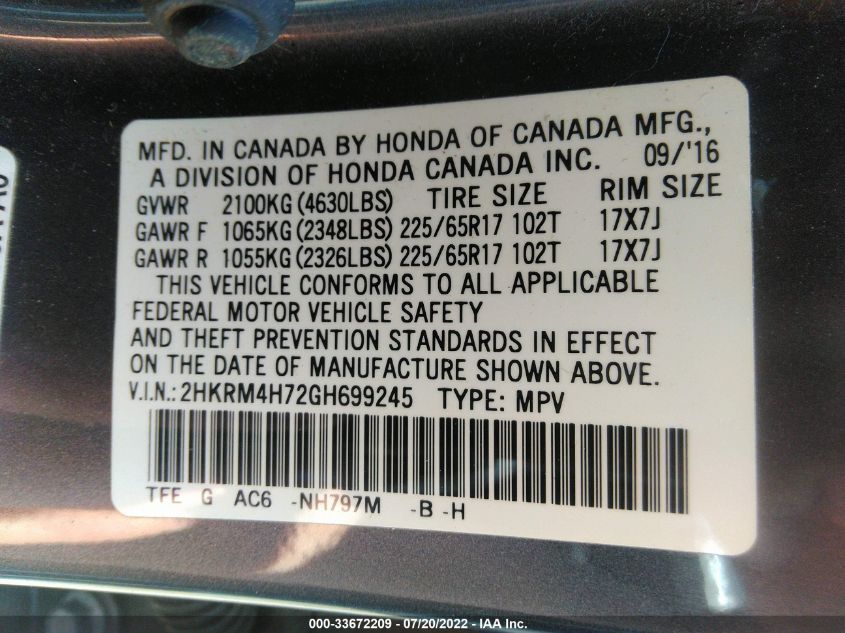 MFD. IN CANADA BY HONDA OF CANADA MFG.,
A DIVISION OF HONDA CANADA INC. 09/'16
GVWR 2100KG (4630LBS) TIRE SIZE RIM SIZE
GAWR F 1065KG (2348LBS) 225/65R17 102T 17X7J
GAWR R 1055KG (2326LBS) 225/65R17 102T 17X7J
THIS VEHICLE CONFORMS TO ALL APPLICABLE
FEDERAL MOTOR VEHICLE SAFETY
AND THEFT PREVENTION STANDARDS IN EFFECT
ON THE DATE OF MANUFACTURE SHOWN ABOVE.
V.I.N.: 2HKRM4H72GH699245 TYPE: MPV
TFE G AC6 -NH797M -B -H
000-33672209 - 07/20/2022 - IAA Inc.